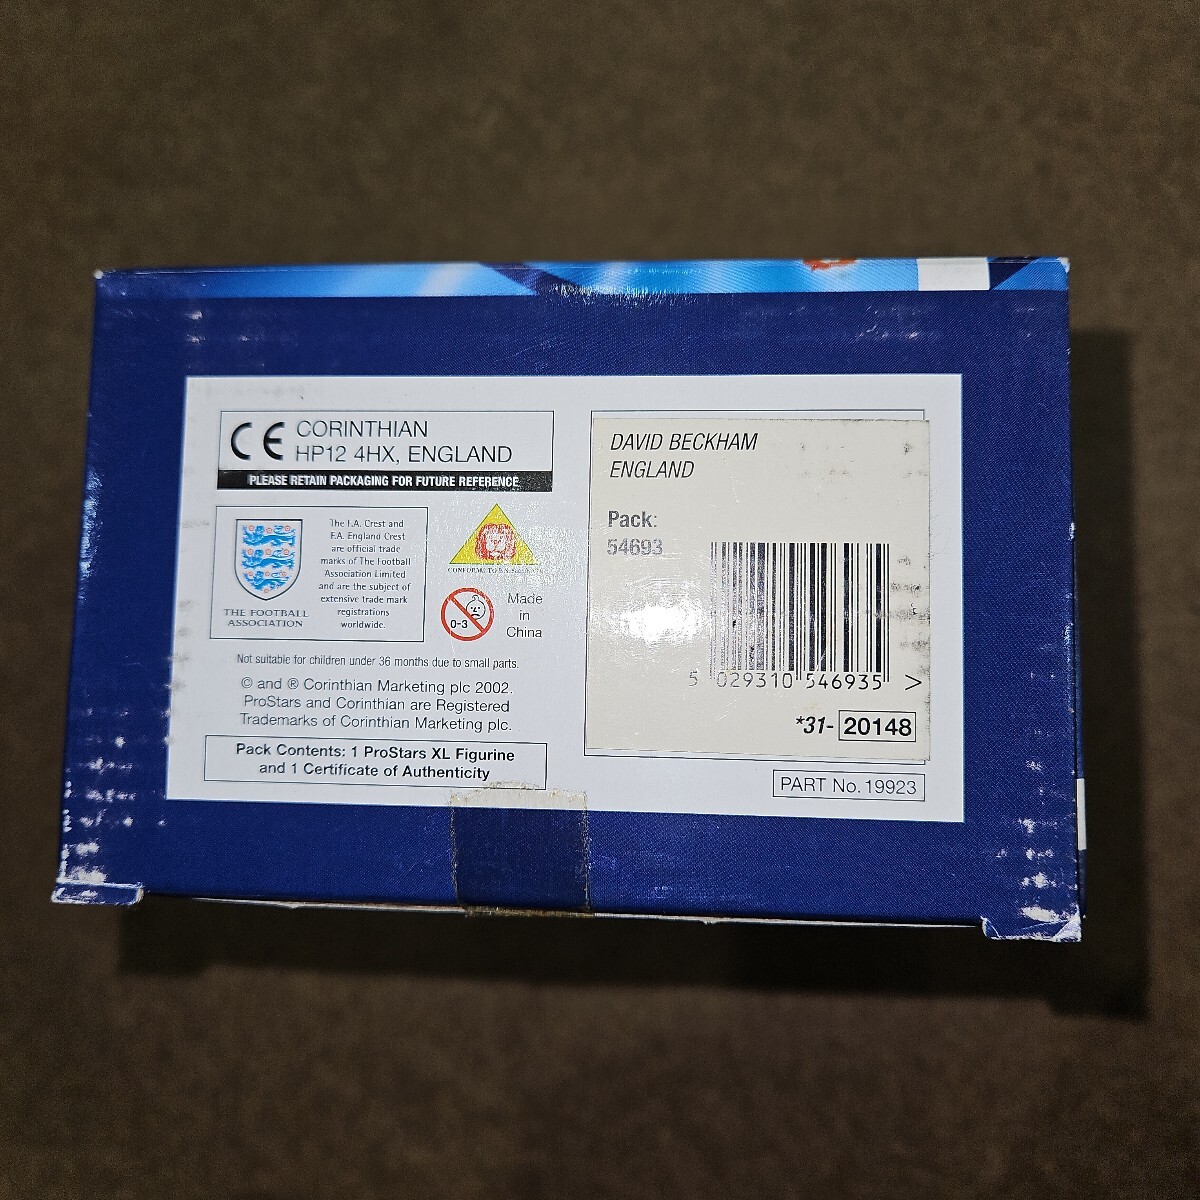 CE CORINTHIAN
HP12 4HX, ENGLAND
PLEASE RETAIN PACKAGING FOR FUTURE REFERENCE
The F.A. Crest and
F.A. England Crest
are official trade
marks of The Football
Association Limited
and are the subject of
extensive trade mark
registrations
worldwide.
THE FOOTBALL
ASSOCIATION
CONFORMS TO
0-3
Made
in
China
Not suitable for children under 36 months due to small parts.
© and ® Corinthian Marketing plc 2002.
ProStars and Corinthian are Registered
Trademarks of Corinthian Marketing plc.
Pack Contents: 1 ProStars XL Figurine
and 1 Certificate of Authenticity
DAVID BECKHAM
ENGLAND
Pack:
54693
5 029310 546935 >
*31- 20148
PART No. 19923